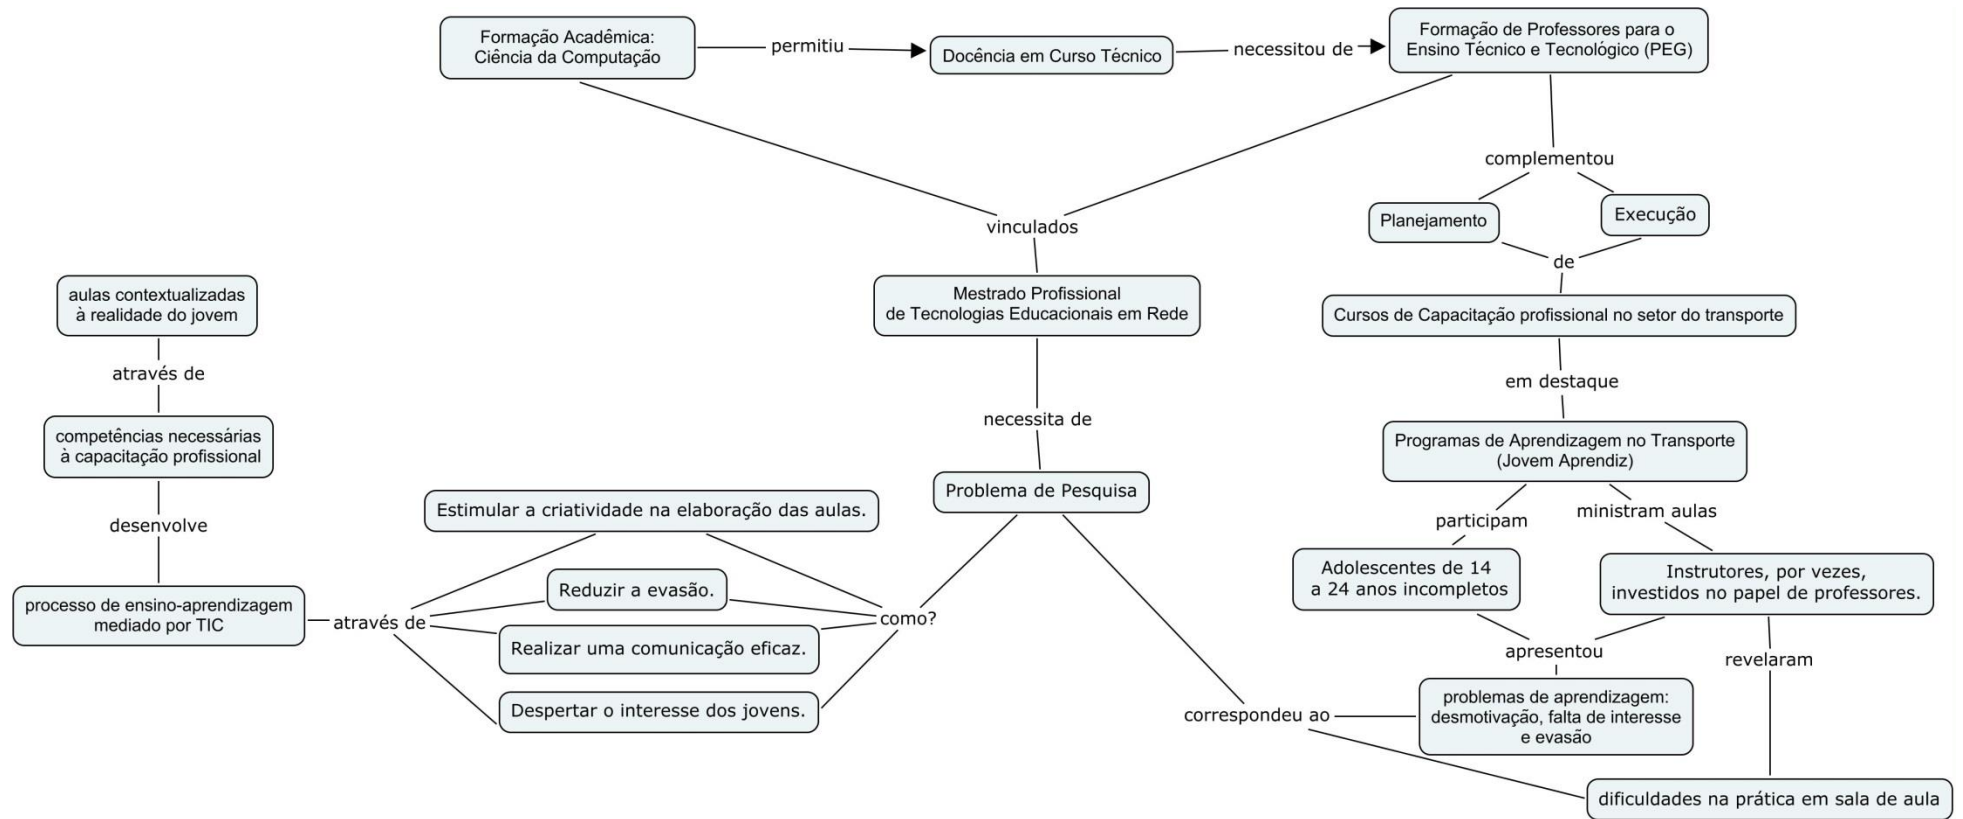 Formação Acadêmica:
Ciência da Computação
permitiu
Docência em Curso Técnico
necessitou de
Formação de Professores para o
Ensino Técnico e Tecnológico (PEG)
complementou
Planejamento
Execução
de
vinculados
Mestrado Profissional
de Tecnologias Educacionais em Rede
Cursos de Capacitação profissional no setor do transporte
aulas contextualizadas
à realidade do jovem
através de
em destaque
necessita de
competências necessárias
à capacitação profissional
Programas de Aprendizagem no Transporte
(Jovem Aprendiz)
desenvolve
Estimular a criatividade na elaboração das aulas.
Problema de Pesquisa
participam
ministram aulas
Adolescentes de 14
a 24 anos incompletos
Instrutores, por vezes,
investidos no papel de professores.
processo de ensino-aprendizagem
mediado por TIC
através de
Reduzir a evasão.
Realizar uma comunicação eficaz.
como?
Despertar o interesse dos jovens.
apresentou
revelaram
correspondeu ao
problemas de aprendizagem:
desmotivação, falta de interesse
e evasão
dificuldades na prática em sala de aula